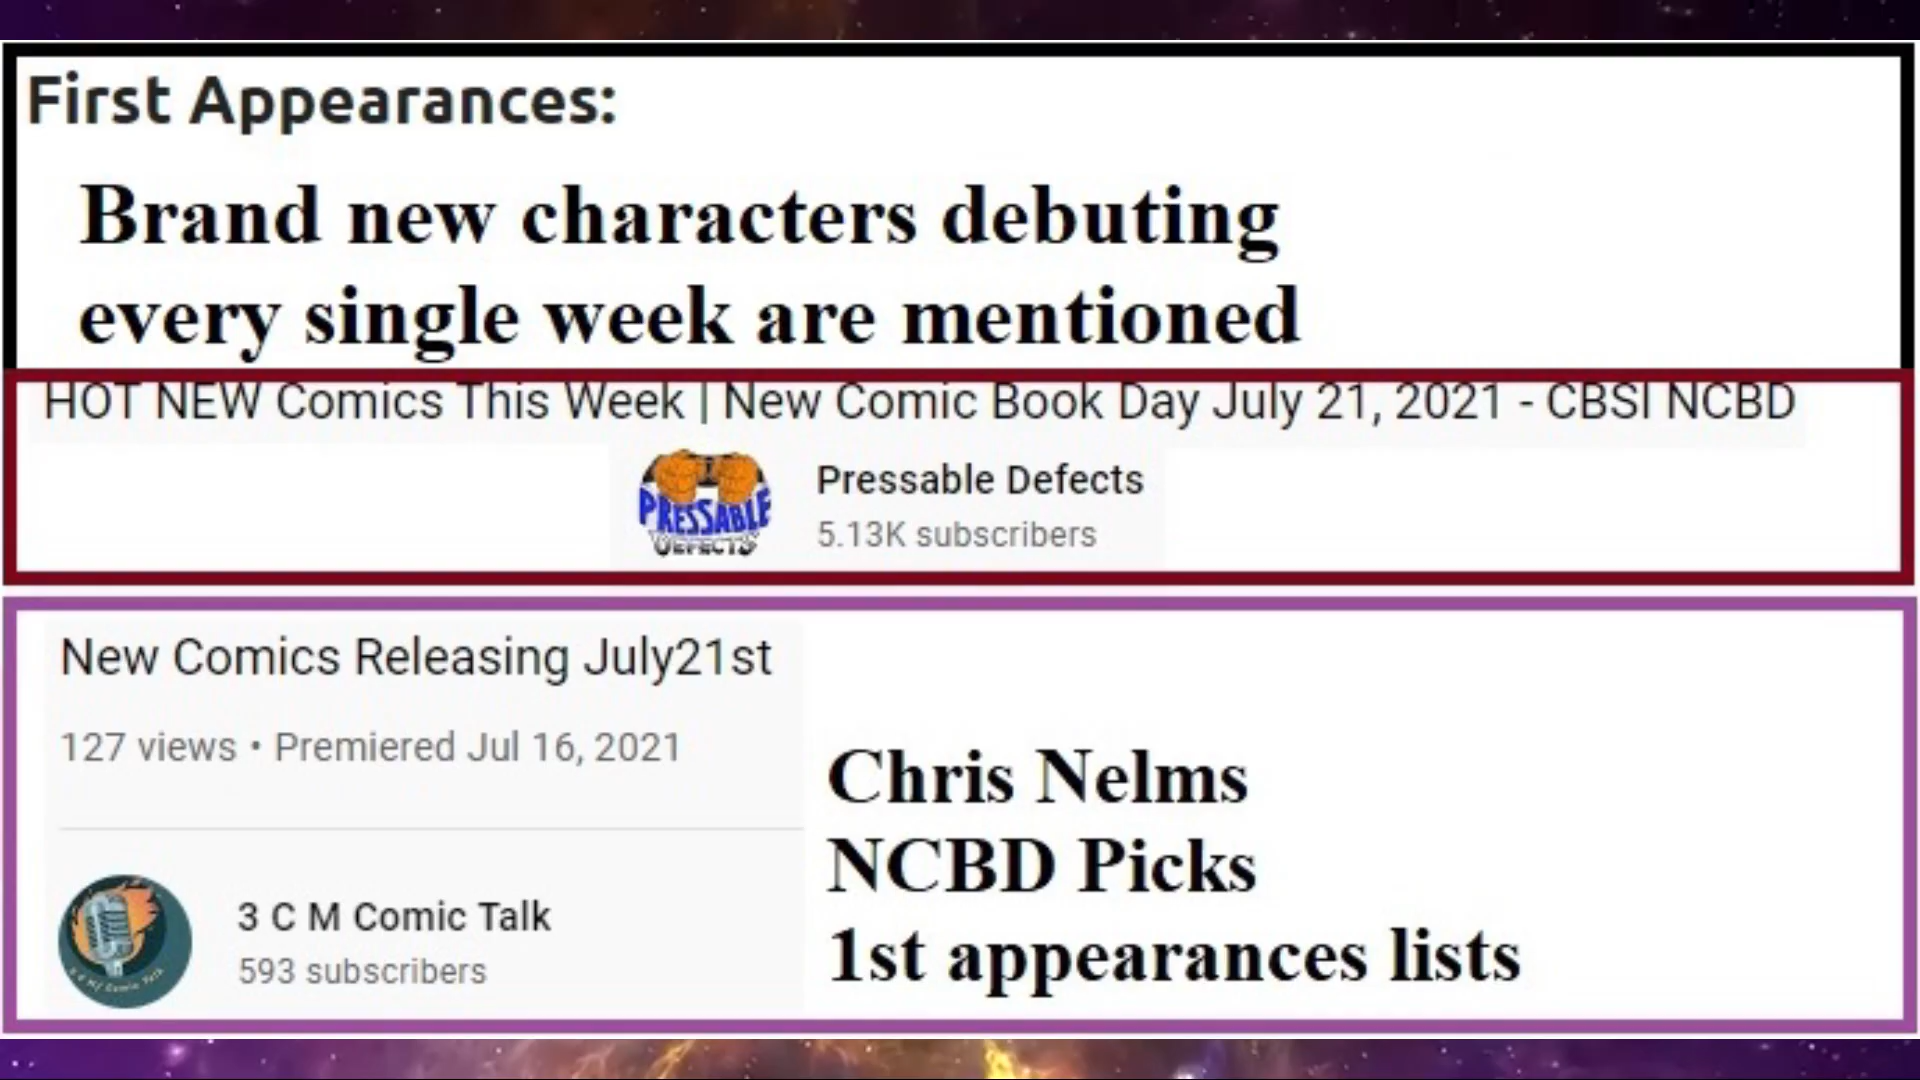 First Appearances:
Brand new characters debuting
every single week are mentioned
HOT NEW Comics This Week | New Comic Book Day July 21, 2021 - CBSI NCBD
PRESSABLE
DEFECTS
Pressable Defects
5.13K subscribers
New Comics Releasing July21st
127 views • Premiered Jul 16, 2021
Chris Nelms
NCBD Picks
1st appearances lists
3 C M Comic Talk
593 subscribers